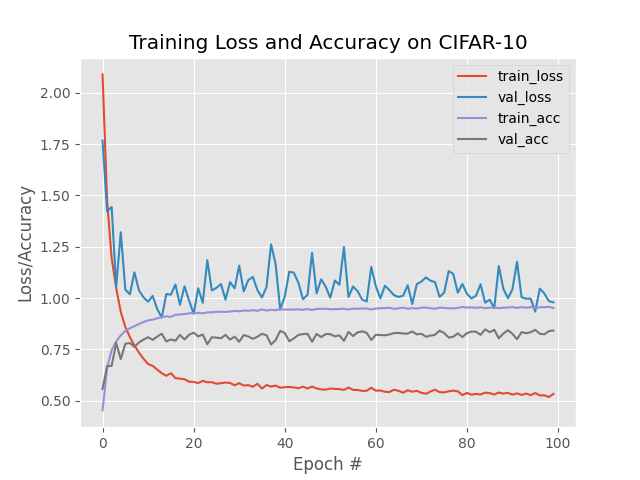 Training Loss and Accuracy on CIFAR-10
train_loss
val_loss
train_acc
val_acc
2.00
1.75
1.50
1.25
1.00
0.75
0.50
Loss/Accuracy
0 20 40 60 80 100
Epoch #